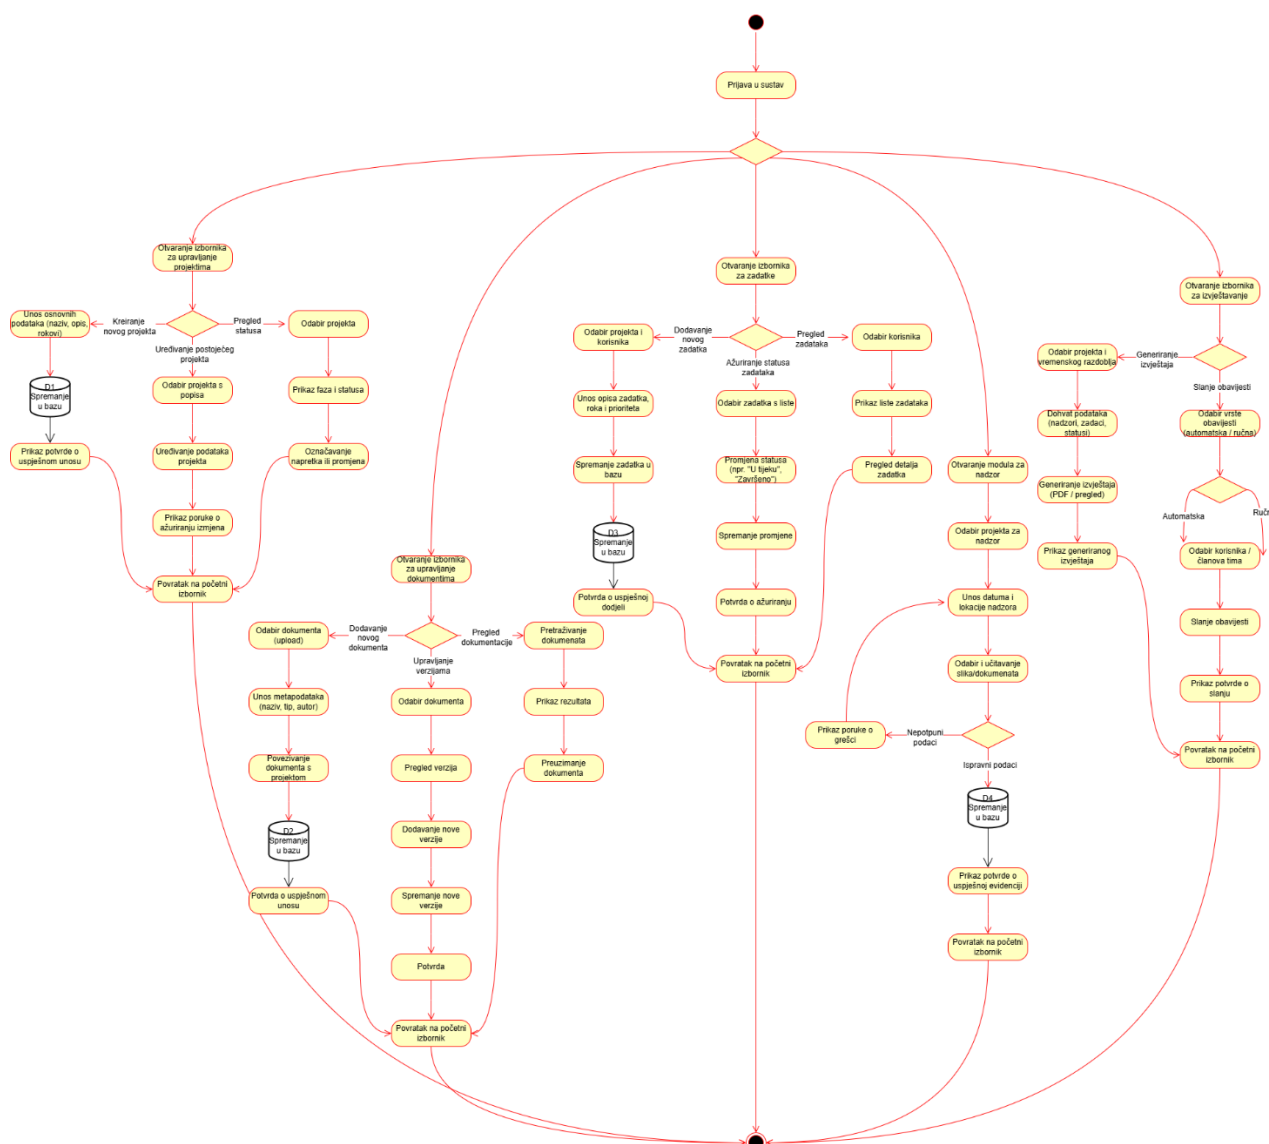 Prijava u sustav
Otvaranje izbornika
za upravljanje
projektima
Kreiranje
novog projekta
Pregled
statusa
Uređivanje postojećeg
projekta
Unos osnovnih
podataka (naziv, opis,
rokovi)
D1
Spremanje
u bazu
Prikaz potvrde o
uspješnom unosu
Odabir projekta s
popisa
Uređivanje podataka
projekta
Prikaz poruke o
ažuriranju izmjena
Odabir projekta
Prikaz faza i statusa
Označavanje
napretka ili promjena
Povratak na početni
izbornik
Otvaranje izbornika
za upravljanje
dokumentima
Dodavanje
novog
dokumenta
Pregled
dokumentacije
Upravljanje
verzijama
Odabir dokumenta
(upload)
Unos metapodataka
(naziv, tip, autor)
Povezivanje
dokumenta s
projektom
D2
Spremanje
u bazu
Potvrda o uspješnom
unosu
Odabir dokumenta
Pregled verzija
Dodavanje nove
verzije
Spremanje nove
verzije
Potvrda
Pretraživanje
dokumenata
Prikaz rezultata
Preuzimanje
dokumenta
Povratak na početni
izbornik
Otvaranje izbornika
za zadatke
Dodavanje
novog
zadatka
Pregled
zadataka
Ažuriranje statusa
zadataka
Odabir projekta i
korisnika
Unos opisa zadatka,
roka i prioriteta
Spremanje zadatka u
bazu
D3
Spremanje
u bazu
Potvrda o uspješnoj
dodjeli
Odabir zadatka s liste
Promjena statusa
(npr. "U tijeku",
"Završeno")
Spremanje promjene
Potvrda o ažuriranju
Odabir korisnika
Prikaz liste zadataka
Pregled detalja
zadatka
Povratak na početni
izbornik
Otvaranje modula za
nadzor
Odabir projekta za
nadzor
Unos datuma i
lokacije nadzora
Odabir i učitavanje
slika/dokumenata
Nepotpuni
podaci
Prikaz poruke o
grešci
Ispravni podaci
D4
Spremanje
u bazu
Prikaz potvrde o
uspješnoj evidenciji
Povratak na početni
izbornik
Otvaranje izbornika
za izvještavanje
Generiranje
izvještaja
Slanje obavijesti
Odabir projekta i
vremenskog razdoblja
Dohvat podataka
(nadzori, zadaci,
statusi)
Generiranje izvještaja
(PDF / pregled)
Prikaz generiranog
izvještaja
Odabir vrste
obavijesti
(automatska / ručna)
Automatska
Odabir korisnika /
članova tima
Slanje obavijesti
Prikaz potvrde o
slanju
Povratak na početni
izbornik